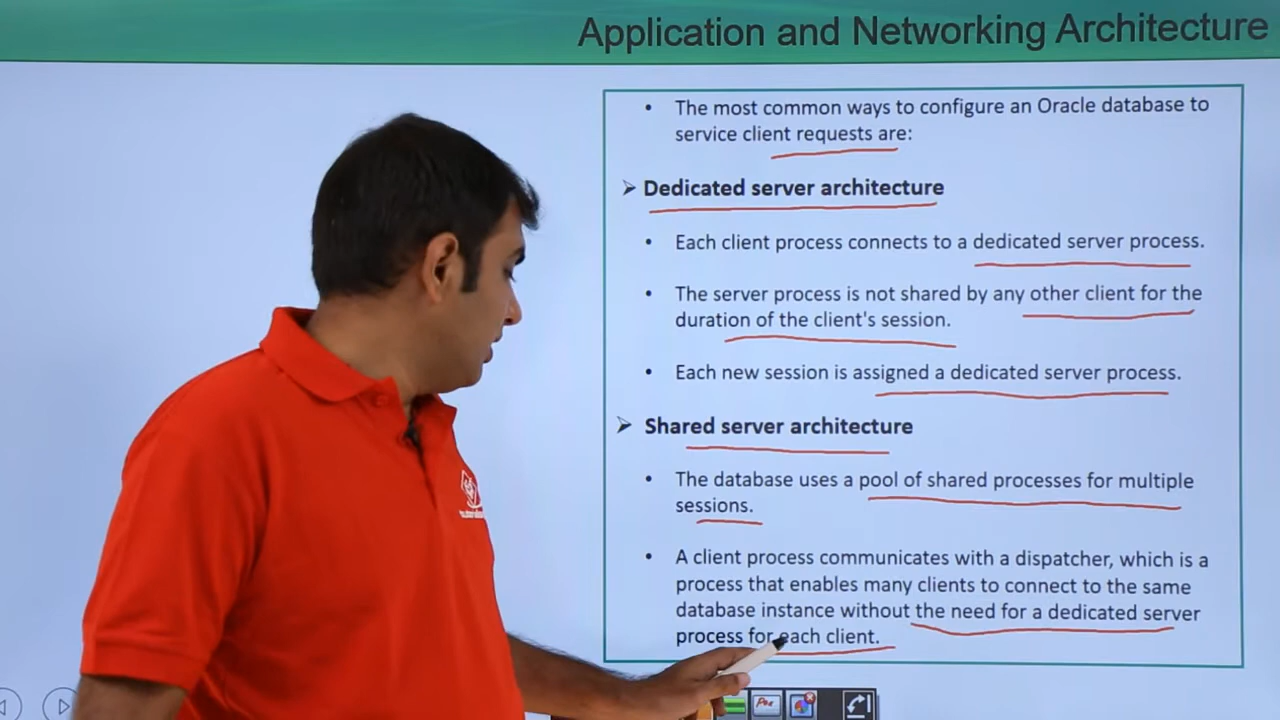 Application and Networking Architecture
• The most common ways to configure an Oracle database to
service client requests are:
➢ Dedicated server architecture
• Each client process connects to a dedicated server process.
• The server process is not shared by any other client for the
duration of the client's session.
• Each new session is assigned a dedicated server process.
➢ Shared server architecture
• The database uses a pool of shared processes for multiple
sessions.
• A client process communicates with a dispatcher, which is a
process that enables many clients to connect to the same
database instance without the need for a dedicated server
process for each client.